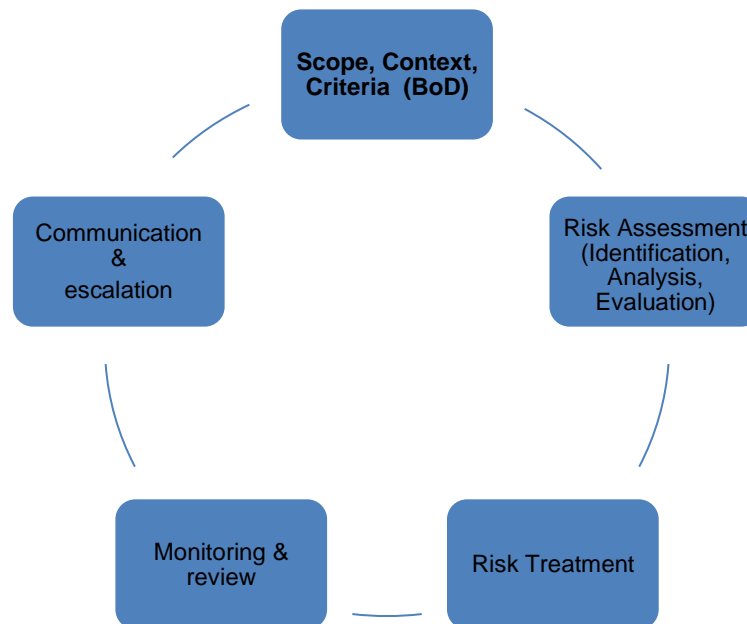 Scope, Context,
Criteria (BoD)
Risk Assessment
(Identification,
Analysis,
Evaluation)
Risk Treatment
Monitoring &
review
Communication
&
escalation